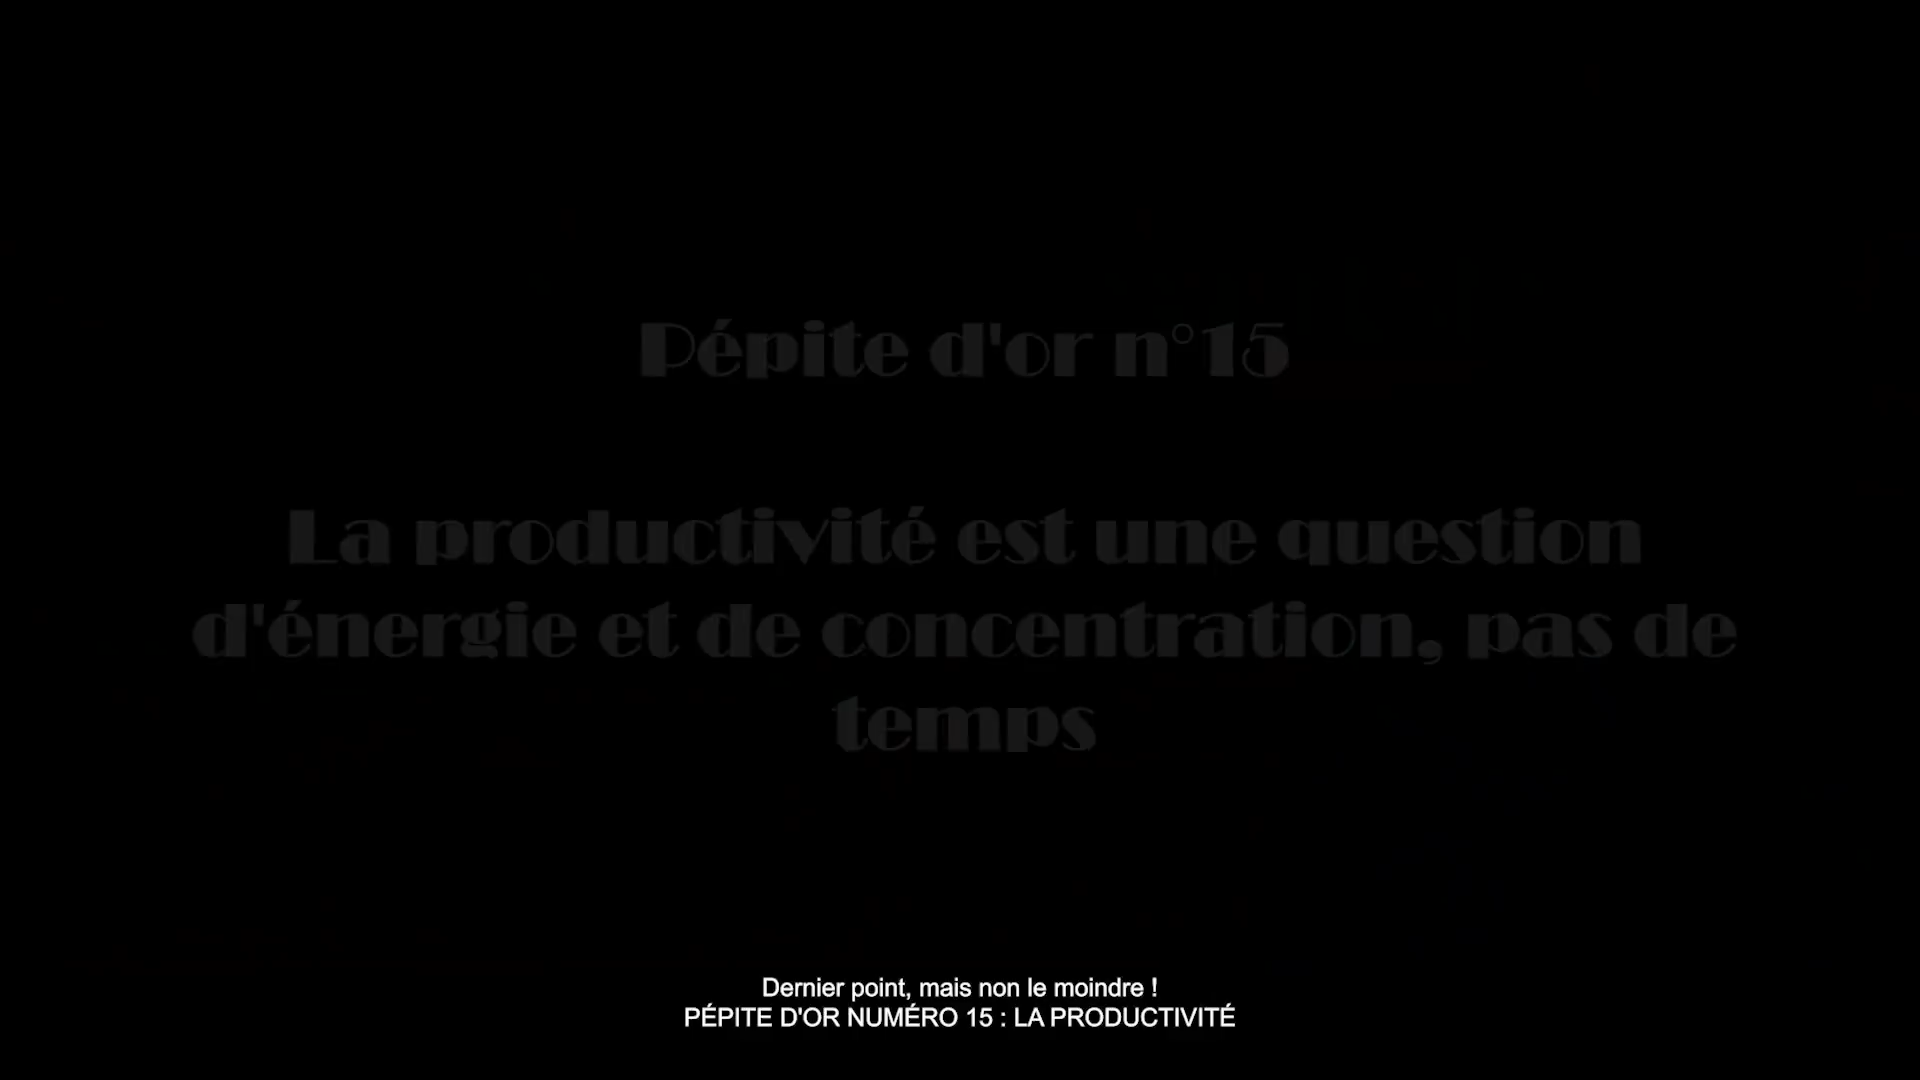 Pépite d'or n°15
La productivité est une question
d'énergie et de concentration, pas de
temps
Dernier point, mais non le moindre !
PÉPITE D'OR NUMÉRO 15 : LA PRODUCTIVITÉ